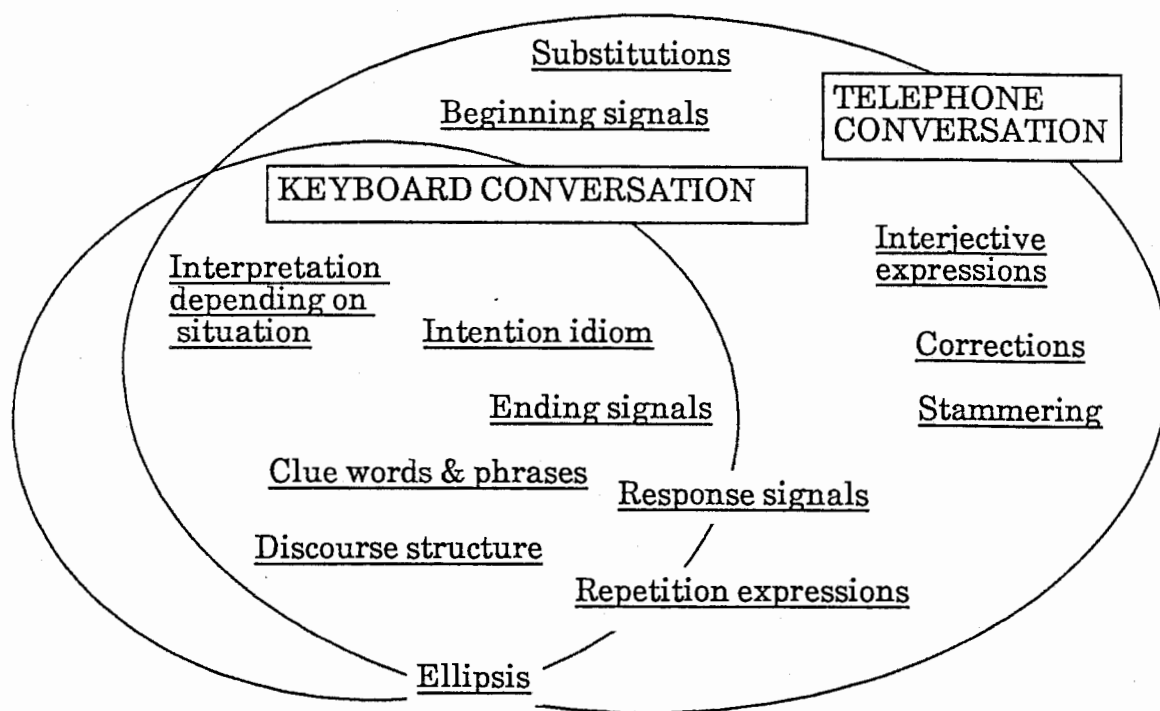 Substitutions
Beginning signals
TELEPHONE
CONVERSATION
KEYBOARD CONVERSATION
Interjective
expressions
Interpretation
depending on
situation
Intention idiom
Corrections
Ending signals
Stammering
Clue words & phrases
Response signals
Discourse structure
Repetition expressions
Ellipsis